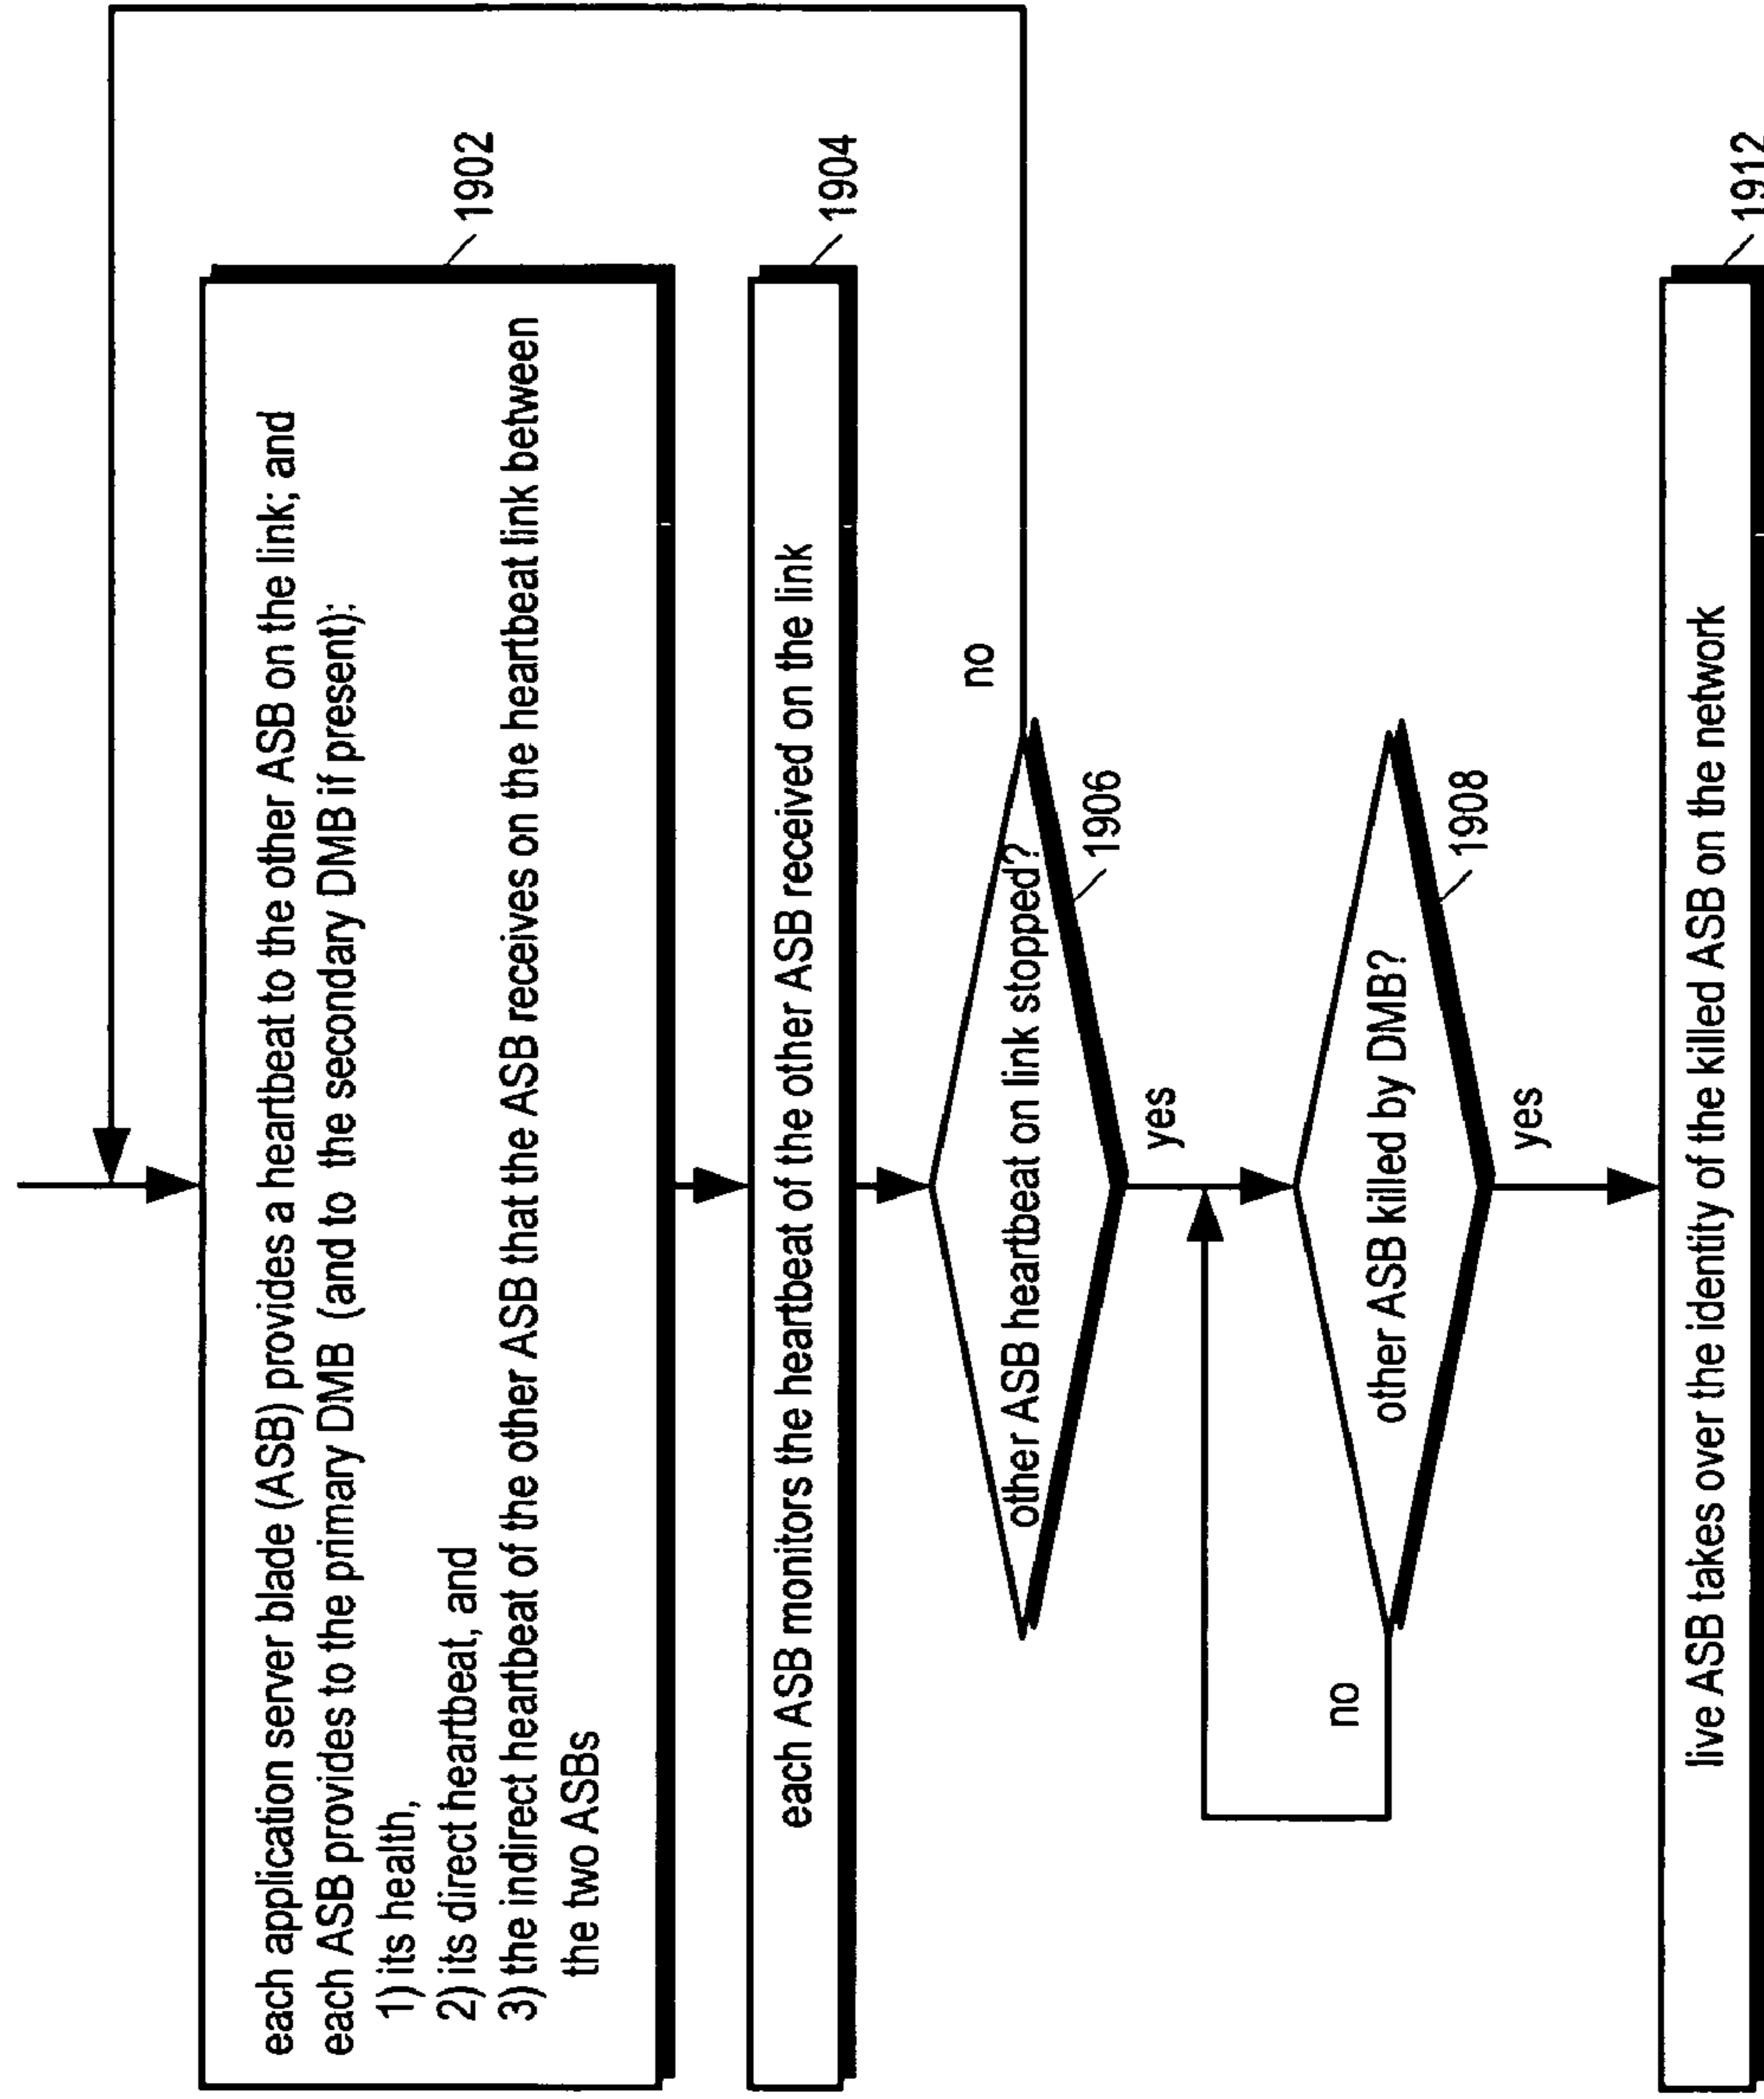 each application server blade (ASB) provides a heartbeat to the other ASB on the link; and
each ASB provides to the primary DMB (and to the secondary DMB if present):
1) its health,
2) its direct heartbeat, and
3) the indirect heartbeat of the other ASB that the ASB receives on the heartbeat link between
the two ASBs
1902
each ASB monitors the heartbeat of the other ASB received on the link
1904
other ASB heartbeat on link stopped?
no
1906
yes
other ASB killed by DMB?
no
1908
yes
live ASB takes over the identity of the killed ASB on the network
1912